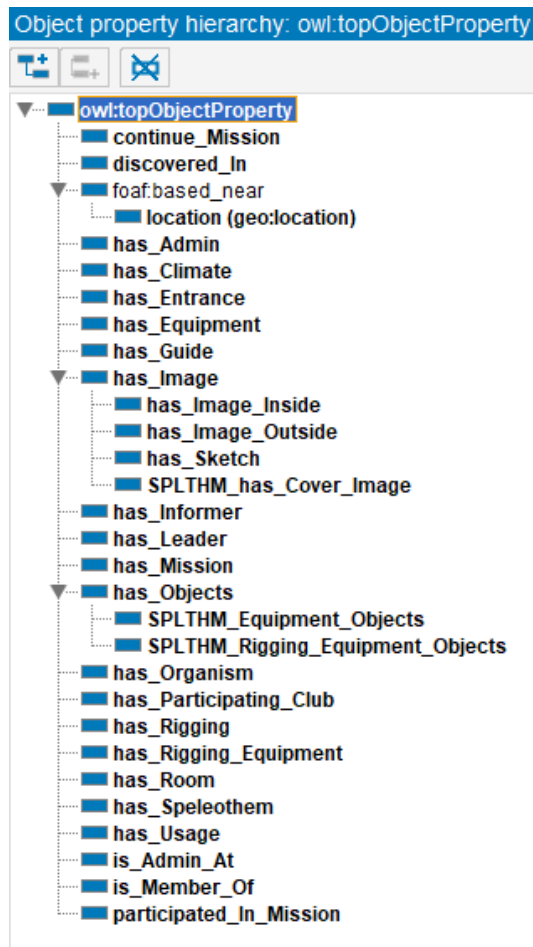 Object property hierarchy: owl:topObjectProperty
owl:topObjectProperty
continue_Mission
discovered_In
foaf:based_near
location (geo:location)
has_Admin
has_Climate
has_Entrance
has_Equipment
has_Guide
has_Image
has_Image_Inside
has_Image_Outside
has_Sketch
SPLTHM_has_Cover_Image
has_Informer
has_Leader
has_Mission
has_Objects
SPLTHM_Equipment_Objects
SPLTHM_Rigging_Equipment_Objects
has_Organism
has_Participating_Club
has_Rigging
has_Rigging_Equipment
has_Room
has_Speleothem
has_Usage
is_Admin_At
is_Member_Of
participated_In_Mission